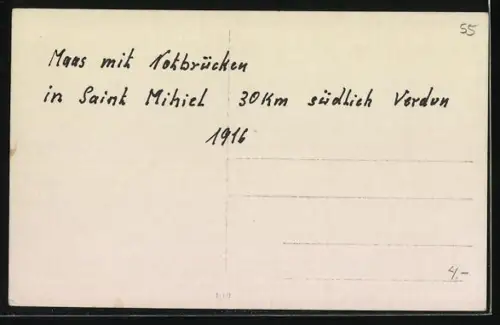 55
Maas mit Notbrücken
in Saint Mihiel 30Km südlich Verdun
1916
4,-